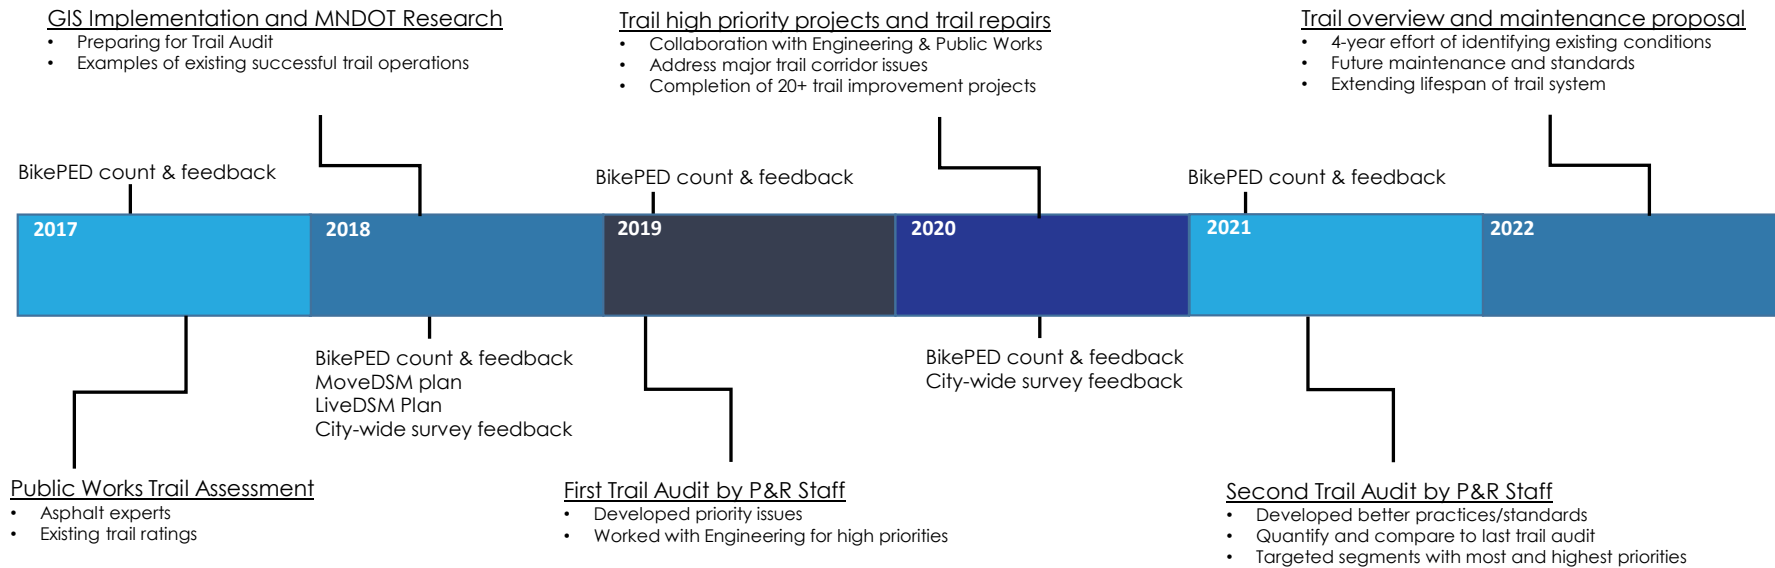 GIS Implementation and MNDOT Research
• Preparing for Trail Audit
• Examples of existing successful trail operations
Trail high priority projects and trail repairs
• Collaboration with Engineering & Public Works
• Address major trail corridor issues
• Completion of 20+ trail improvement projects
Trail overview and maintenance proposal
• 4-year effort of identifying existing conditions
• Future maintenance and standards
• Extending lifespan of trail system
BikePED count & feedback
BikePED count & feedback
BikePED count & feedback
2017
2018
2019
2020
2021
2022
BikePED count & feedback
MoveDSM plan
LiveDSM Plan
City-wide survey feedback
BikePED count & feedback
City-wide survey feedback
Public Works Trail Assessment
• Asphalt experts
• Existing trail ratings
First Trail Audit by P&R Staff
• Developed priority issues
• Worked with Engineering for high priorities
Second Trail Audit by P&R Staff
• Developed better practices/standards
• Quantify and compare to last trail audit
• Targeted segments with most and highest priorities